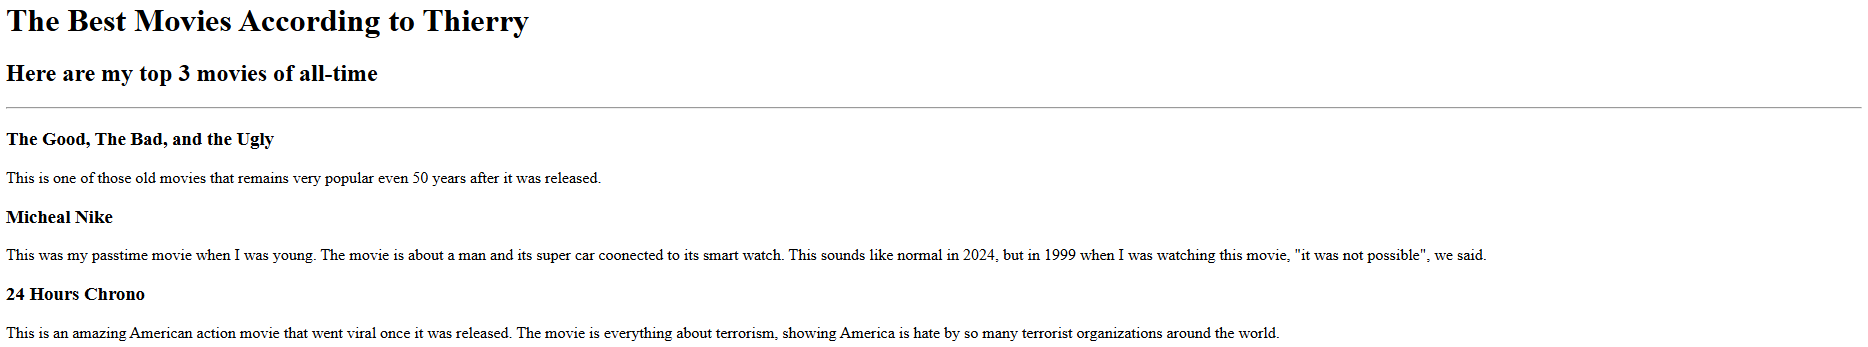 The Best Movies According to Thierry
Here are my top 3 movies of all-time
The Good, The Bad, and the Ugly
This is one of those old movies that remains very popular even 50 years after it was released.
Micheal Nike
This was my passtime movie when I was young. The movie is about a man and its super car coonected to its smart watch. This sounds like normal in 2024, but in 1999 when I was watching this movie, "it was not possible", we said.
24 Hours Chrono
This is an amazing American action movie that went viral once it was released. The movie is everything about terrorism, showing America is hate by so many terrorist organizations around the world.